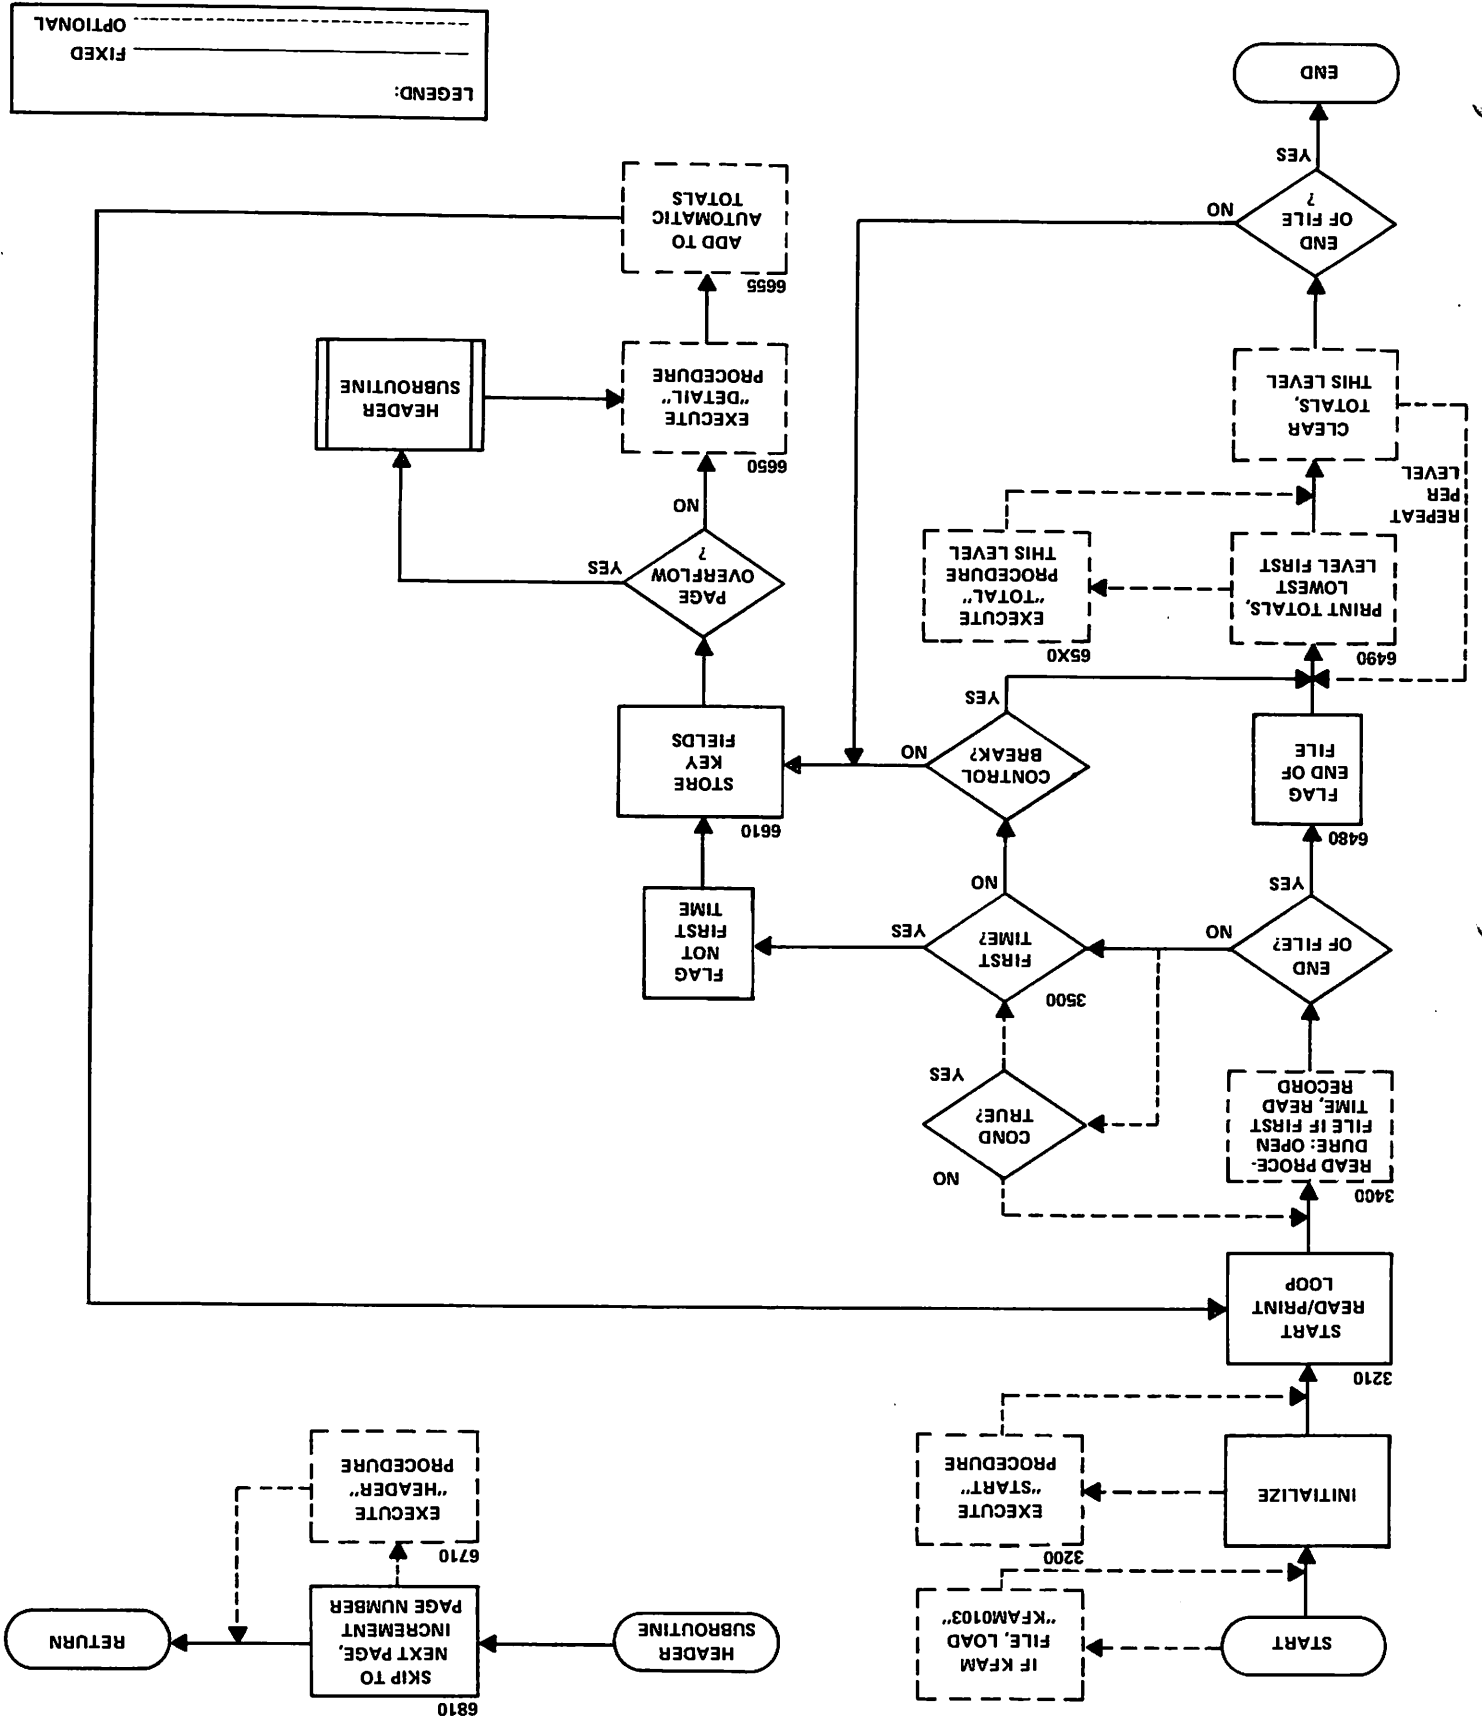 START
IF KFAM
FILE, LOAD
"KFAM0103"
HEADER
SUBROUTINE
6810
SKIP TO
NEXT PAGE,
INCREMENT
PAGE NUMBER
RETURN
INITIALIZE
3200
EXECUTE
"START"
PROCEDURE
6710
EXECUTE
"HEADER"
PROCEDURE
3210
START
READ/PRINT
LOOP
3400
READ PROCE-
DURE: OPEN
FILE IF FIRST
TIME, READ
RECORD
NO
COND
TRUE?
YES
END
OF FILE?
NO
YES
3500
FIRST
TIME?
YES
NO
FLAG
NOT
FIRST
TIME
6480
FLAG
END OF
FILE
CONTROL
BREAK?
NO
YES
6610
STORE
KEY
FIELDS
6490
PRINT TOTALS,
LOWEST
LEVEL FIRST
65X0
EXECUTE
"TOTAL"
PROCEDURE
THIS LEVEL
PAGE
OVERFLOW
?
YES
NO
REPEAT
PER
LEVEL
CLEAR
TOTALS,
THIS LEVEL
6650
EXECUTE
"DETAIL"
PROCEDURE
HEADER
SUBROUTINE
END
OF FILE
?
NO
YES
6655
ADD TO
AUTOMATIC
TOTALS
END
LEGEND:
FIXED
OPTIONAL